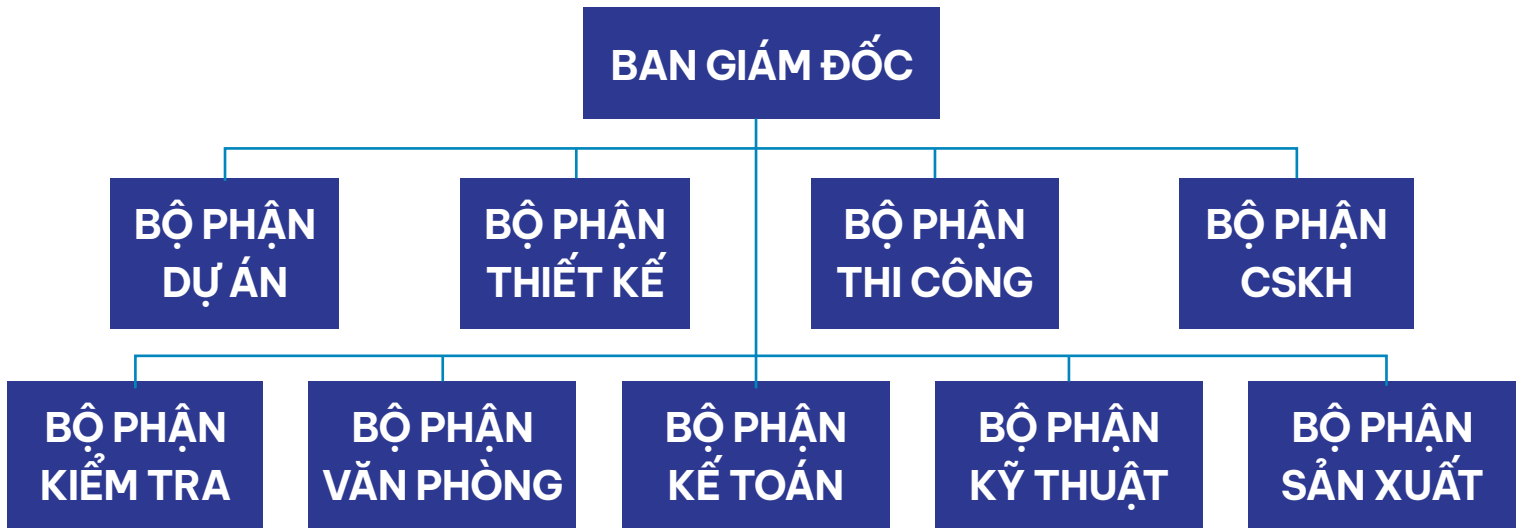 BAN GIÁM ĐỐC
BỘ PHẬN
DỰ ÁN
BỘ PHẬN
THIẾT KẾ
BỘ PHẬN
THI CÔNG
BỘ PHẬN
CSKH
BỘ PHẬN
KIỂM TRA
BỘ PHẬN
VĂN PHÒNG
BỘ PHẬN
KẾ TOÁN
BỘ PHẬN
KỸ THUẬT
BỘ PHẬN
SẢN XUẤT